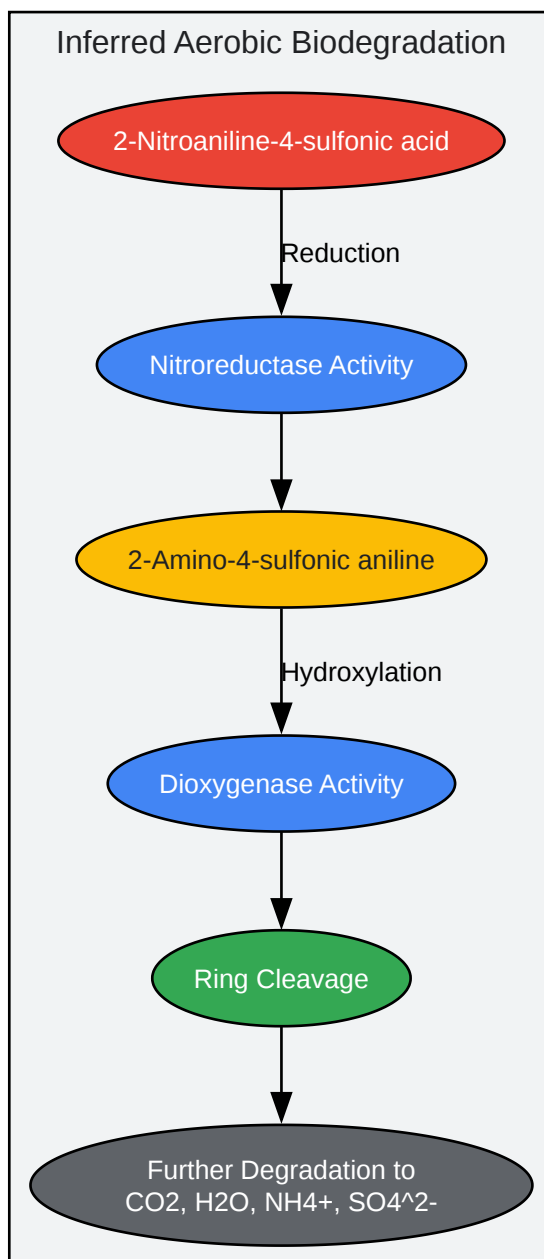 Inferred Aerobic Biodegradation
2-Nitroaniline-4-sulfonic acid
Reduction
Nitroreductase Activity
2-Amino-4-sulfonic aniline
Hydroxylation
Dioxygenase Activity
Ring Cleavage
Further Degradation to
CO2, H2O, NH4+, SO4^2-